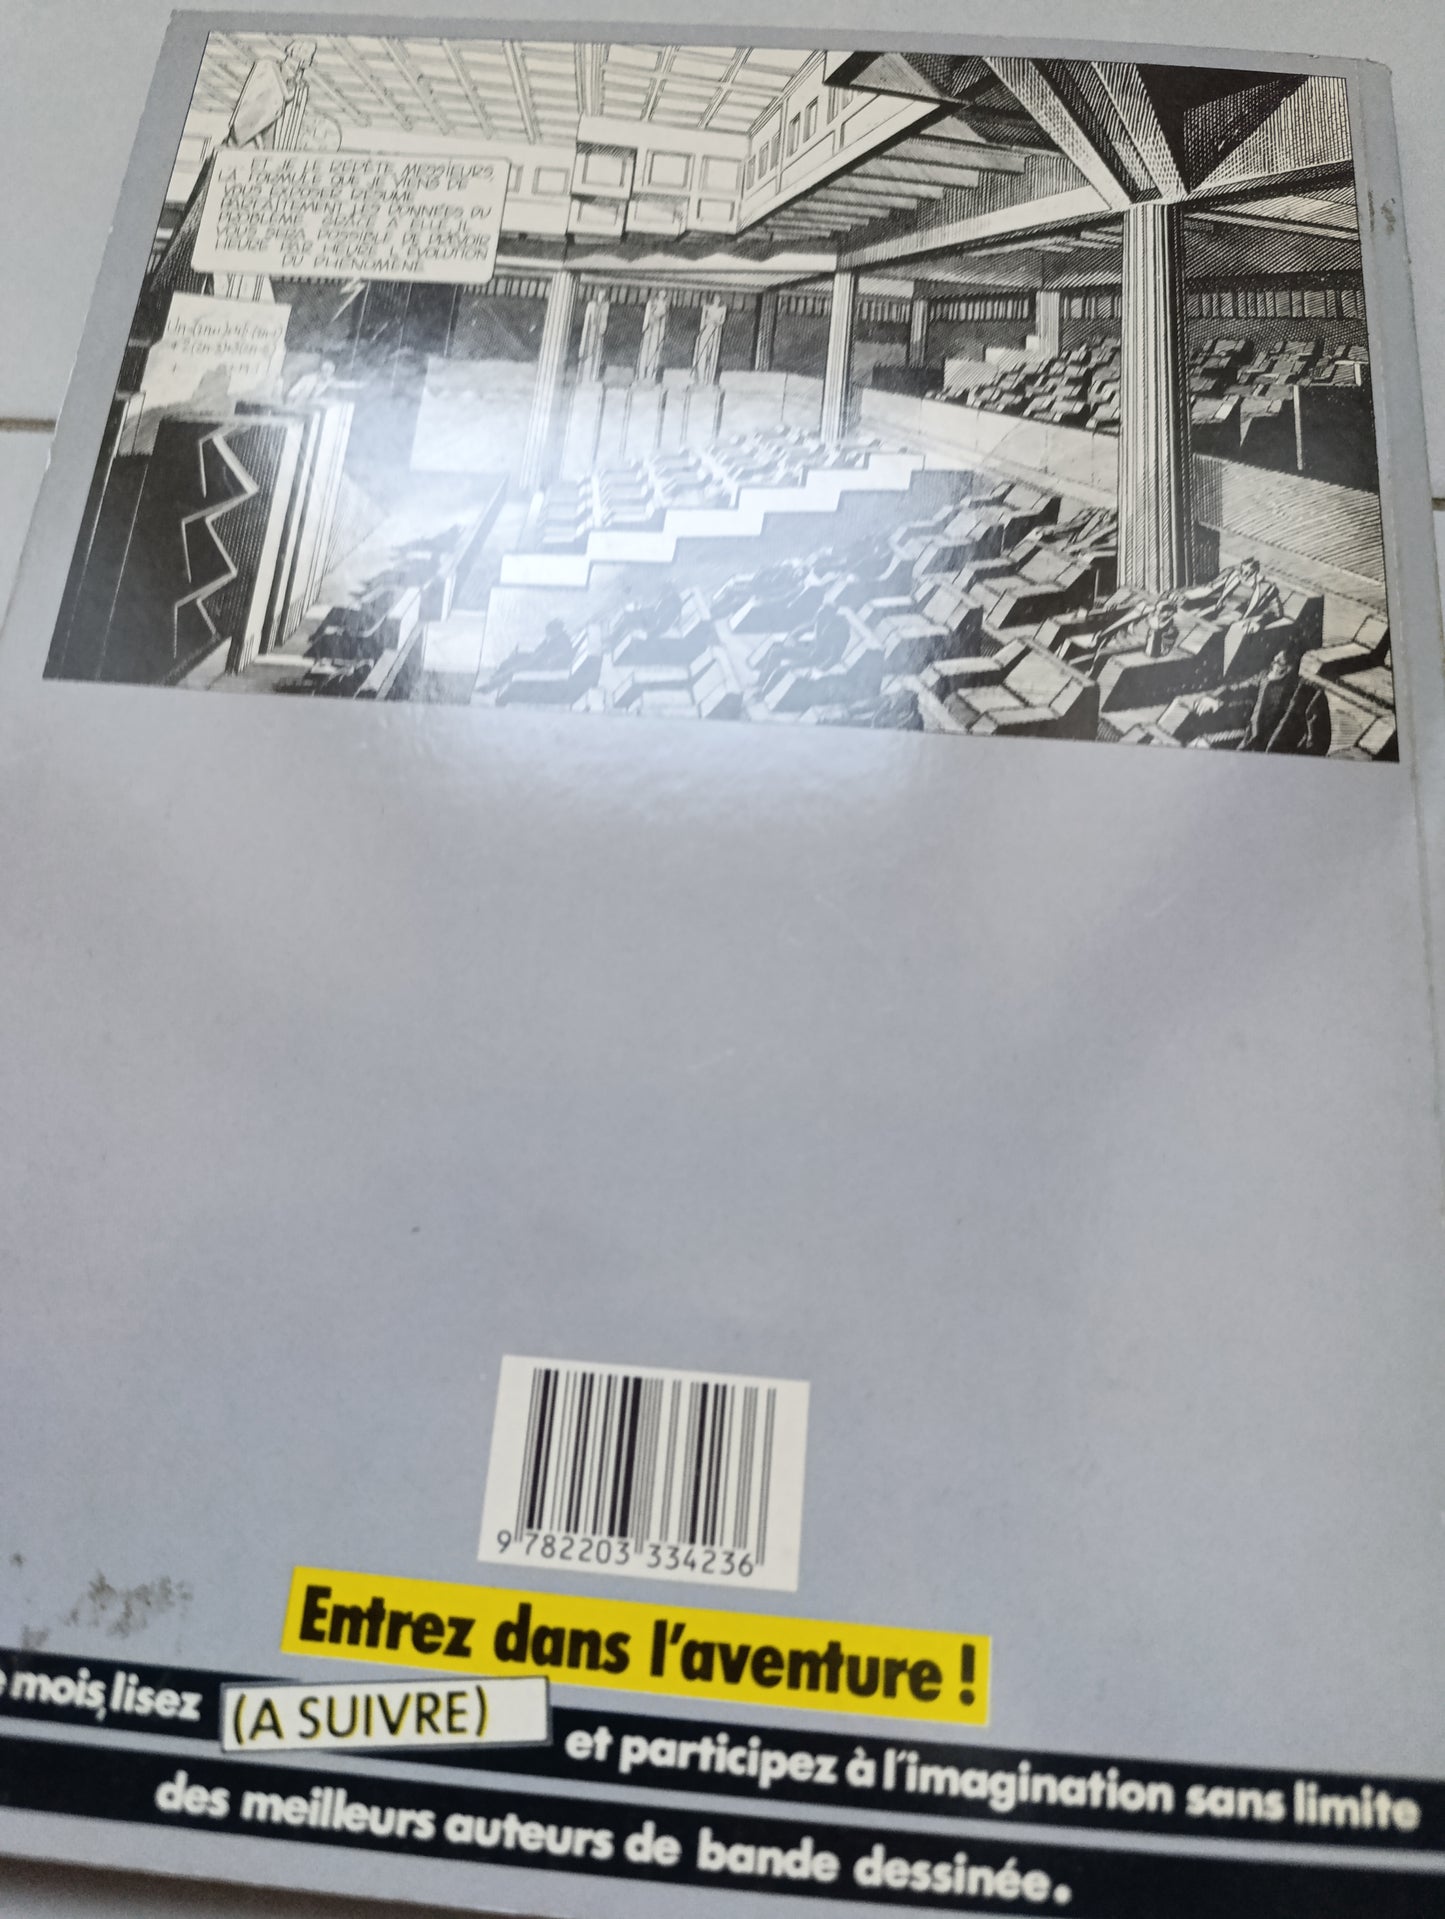 ... ET JE LE RÉPÈTE MESSIEURS,
LA FORMULE QUE JE VIENS DE
VOUS EXPOSER RÉSUME
PARFAITEMENT LES DONNÉES DU
PROBLÈME. GRÂCE À ELLE, IL
VOUS SERA POSSIBLE DE PRÉVOIR
HEURE PAR HEURE L'ÉVOLUTION
DU PHÉNOMÈNE.
9 782203 334236
Entrez dans l'aventure !
mois, lisez (A SUIVRE) et participez à l'imagination sans limite
des meilleurs auteurs de bande dessinée.